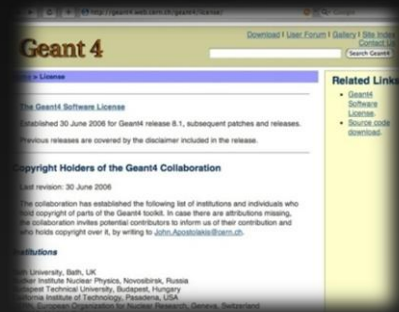 http://geant4.web.cern.ch/geant4/license/
Google
Download | User Forum | Gallery | Site Index
Contact Us
Geant 4
Search Geant4
» License
Related Links
The Geant4 Software License
Established 30 June 2006 for Geant4 release 8.1, subsequent patches and releases.
Previous releases are covered by the disclaimer included in the release.
Geant4
Software
License.
Source code
download.
Copyright Holders of the Geant4 Collaboration
Last revision: 30 June 2006
The collaboration has established the following list of institutions and individuals who
hold copyright of parts of the Geant4 toolkit. In case there are attributions missing,
the collaboration invites potential contributors to inform us of their contribution and
who holds copyright over it, by writing to John.Apostolakis@cern.ch.
Institutions
Bath University, Bath, UK
Budker Institute Nuclear Physics, Novosibirsk, Russia
Budapest Technical University, Budapest, Hungary
California Institute of Technology, Pasadena, USA
CERN, European Organization for Nuclear Research, Geneva, Switzerland